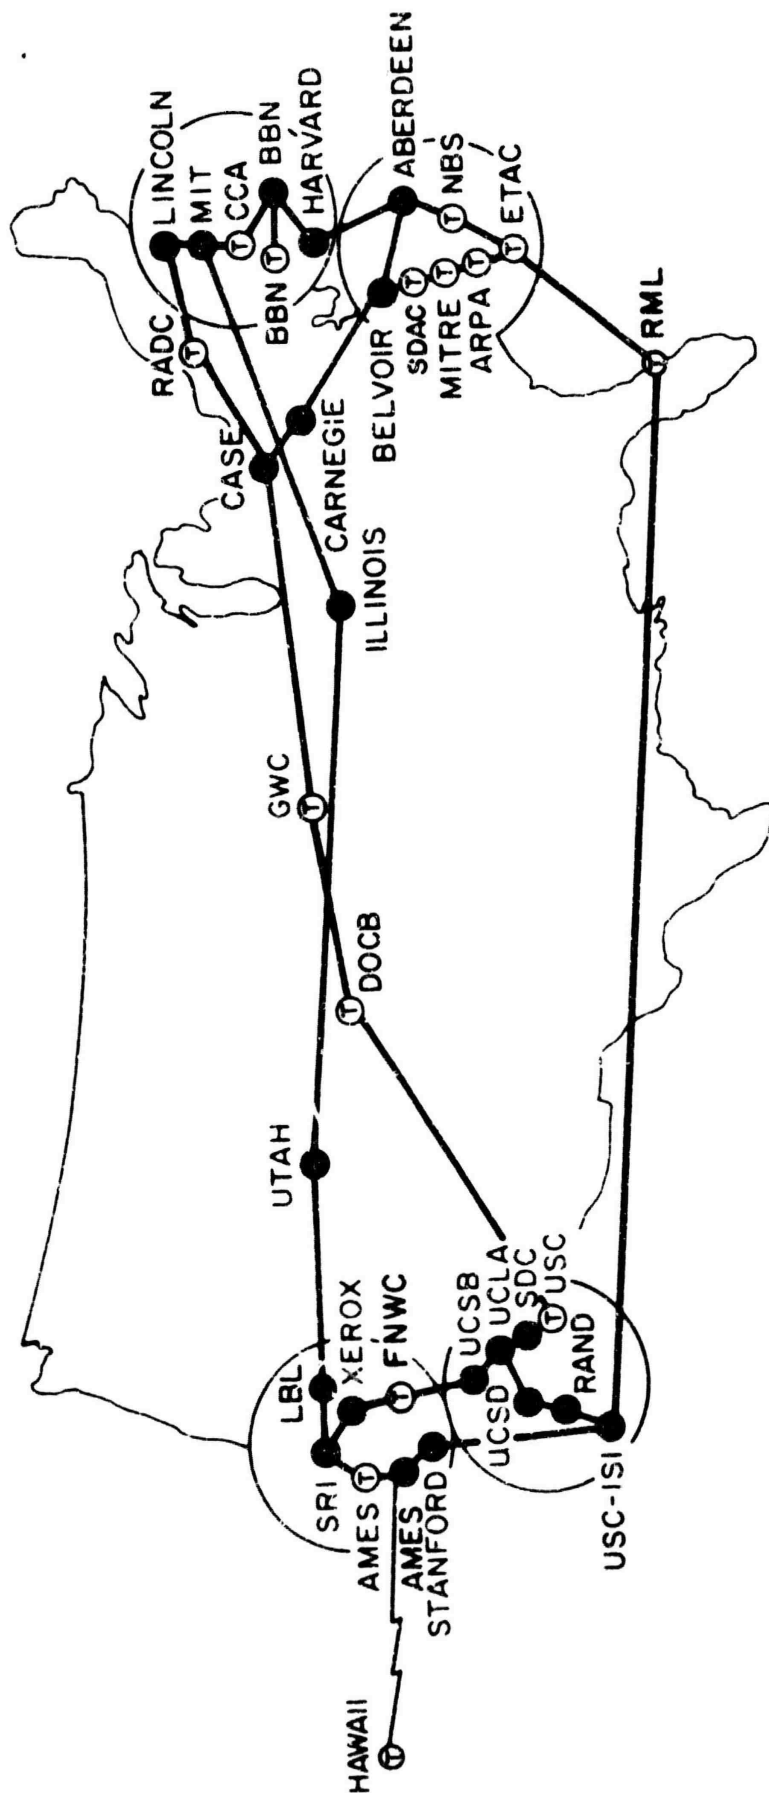 HAWAII
SRI
AMES
T
AMES
STANFORD
LBL
XEROX
FNWC
T
UCSB
UCLA
SDC
USC
T
UCSD
RAND
USC-ISI
UTAH
DOCB
T
GWC
T
ILLINOIS
CASE
CARNEGIE
RADC
T
LINCOLN
MIT
CCA
T
BBN
BBN
T
HARVARD
ABERDEEN
BELVOIR
NBS
T
SDAC
T
MITRE
T
ARPA
T
ETAC
T
RML
T
T